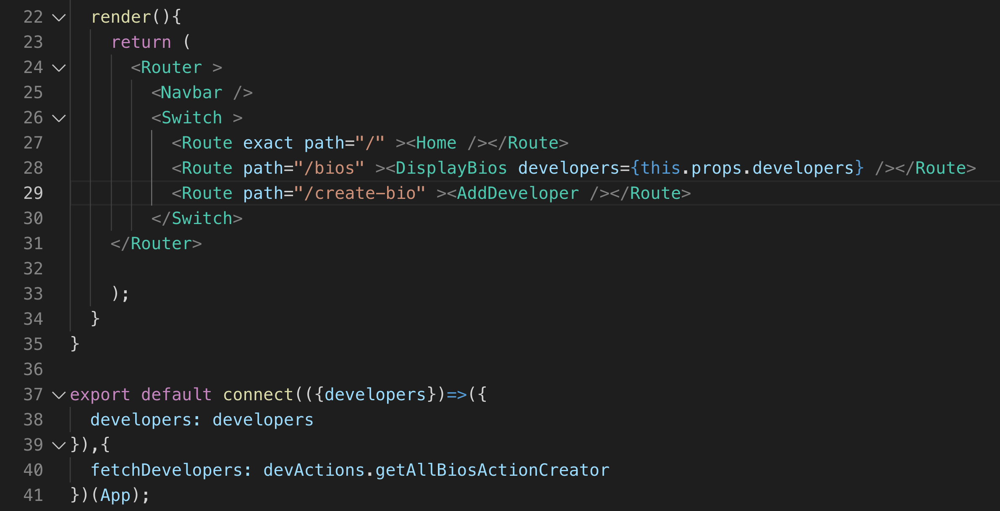 22 render(){
23 return (
24 <Router >
25 <Navbar />
26 <Switch >
27 <Route exact path="/" ><Home /></Route>
28 <Route path="/bios" ><DisplayBios developers={this.props.developers} /></Route>
29 <Route path="/create-bio" ><AddDeveloper /></Route>
30 </Switch>
31 </Router>
32
33 );
34 }
35 }
36
37 export default connect(({developers})=>({
38 developers: developers
39 }),{
40 fetchDevelopers: devActions.getAllBiosActionCreator
41 })(App);